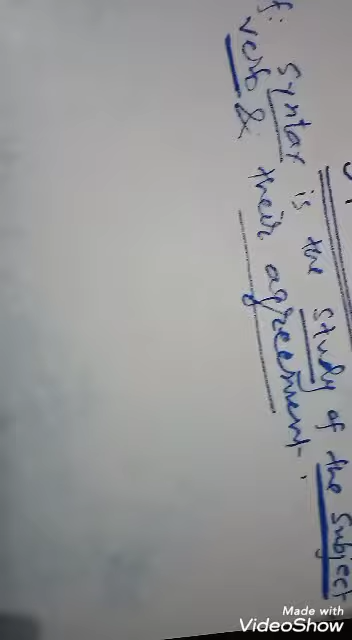 f: Syntax is the study of the subject
verb & their agreement.
Made with
VideoShow